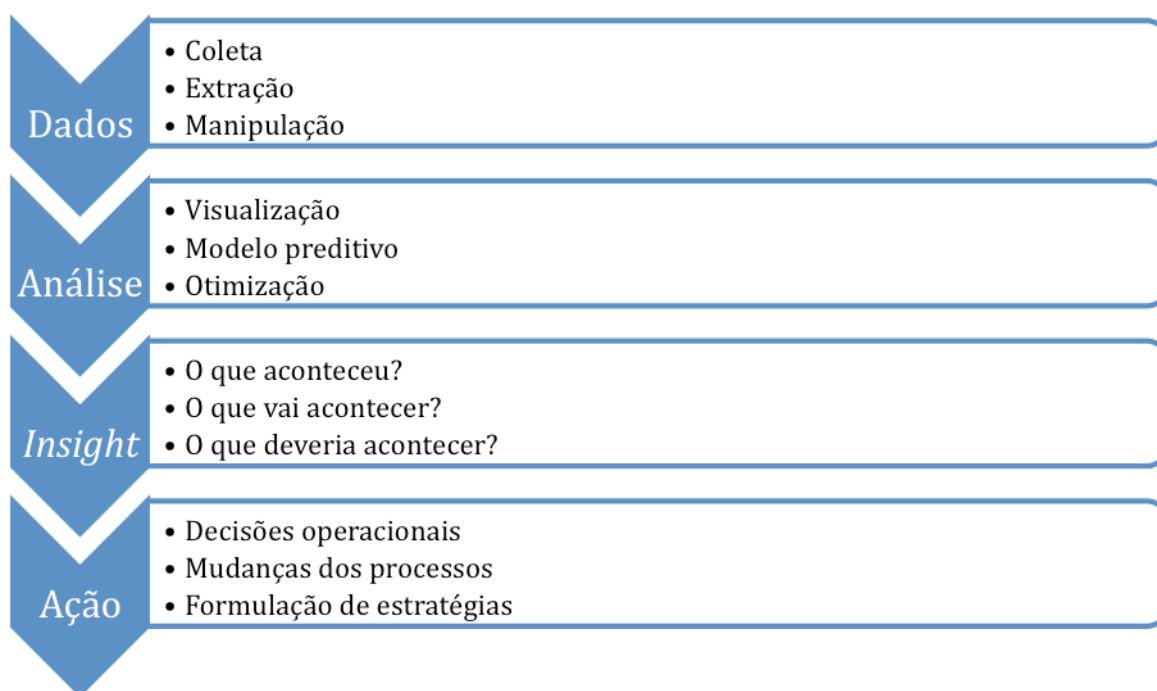 Dados
• Coleta
• Extração
• Manipulação
Análise
• Visualização
• Modelo preditivo
• Otimização
Insight
• O que aconteceu?
• O que vai acontecer?
• O que deveria acontecer?
Ação
• Decisões operacionais
• Mudanças dos processos
• Formulação de estratégias